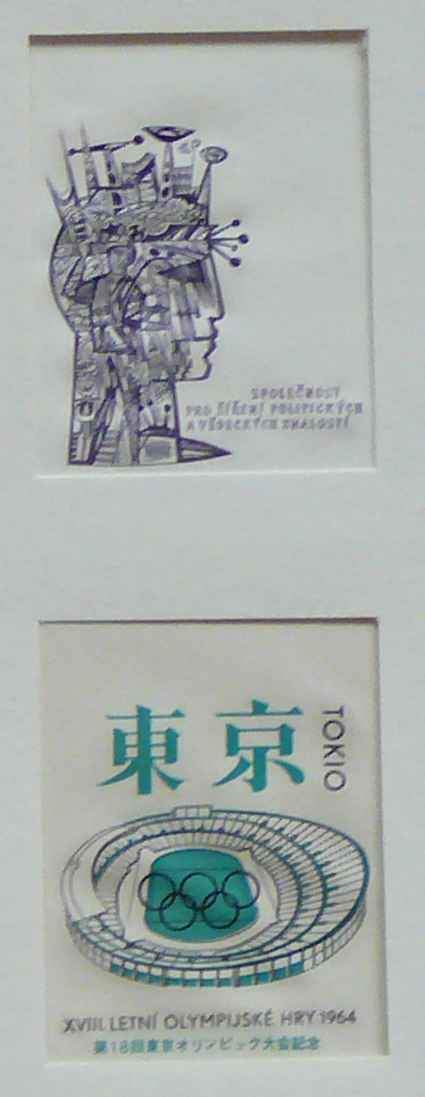 SPOLEČNOST
PRO ŠÍŘENÍ POLITICKÝCH
A VĚDECKÝCH ZNALOSTÍ
東京
TOKIO
XVIII. LETNÍ OLYMPIJSKÉ HRY 1964
第18回東京オリンピック大会記念